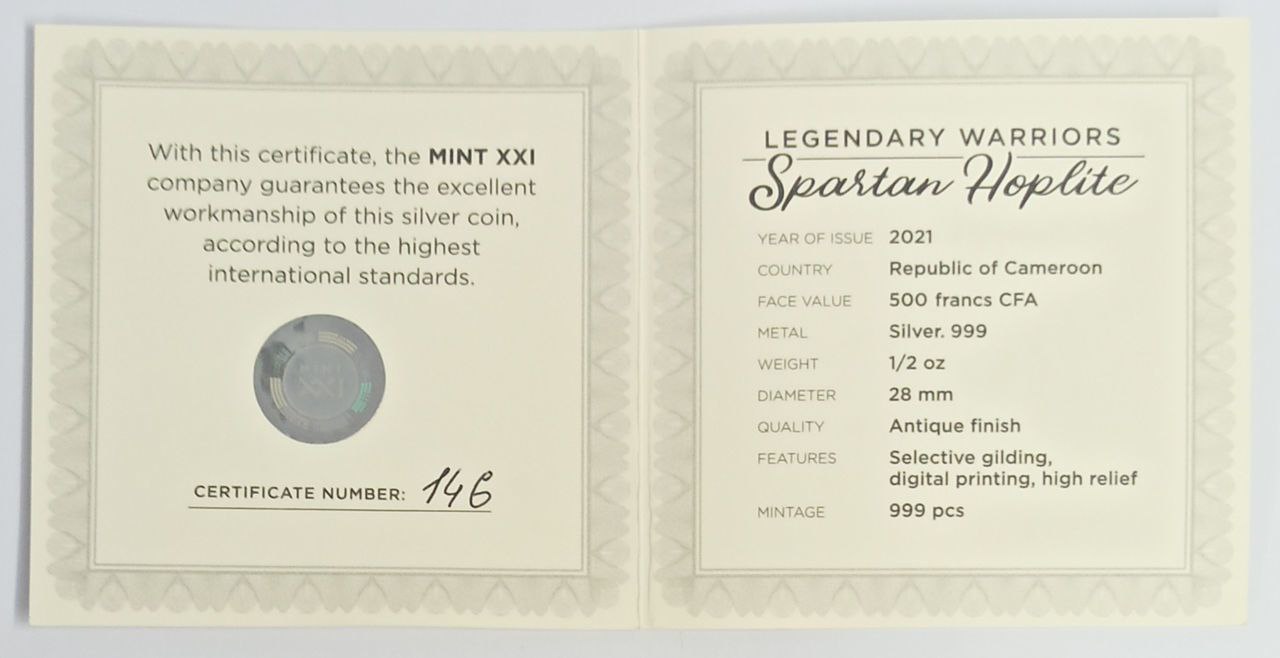 With this certificate, the MINT XXI
company guarantees the excellent
workmanship of this silver coin,
according to the highest
international standards.
CERTIFICATE NUMBER: 146
LEGENDARY WARRIORS
Spartan Hoplite
YEAR OF ISSUE 2021
COUNTRY Republic of Cameroon
FACE VALUE 500 francs CFA
METAL Silver. 999
WEIGHT 1/2 oz
DIAMETER 28 mm
QUALITY Antique finish
FEATURES Selective gilding,
digital printing, high relief
MINTAGE 999 pcs